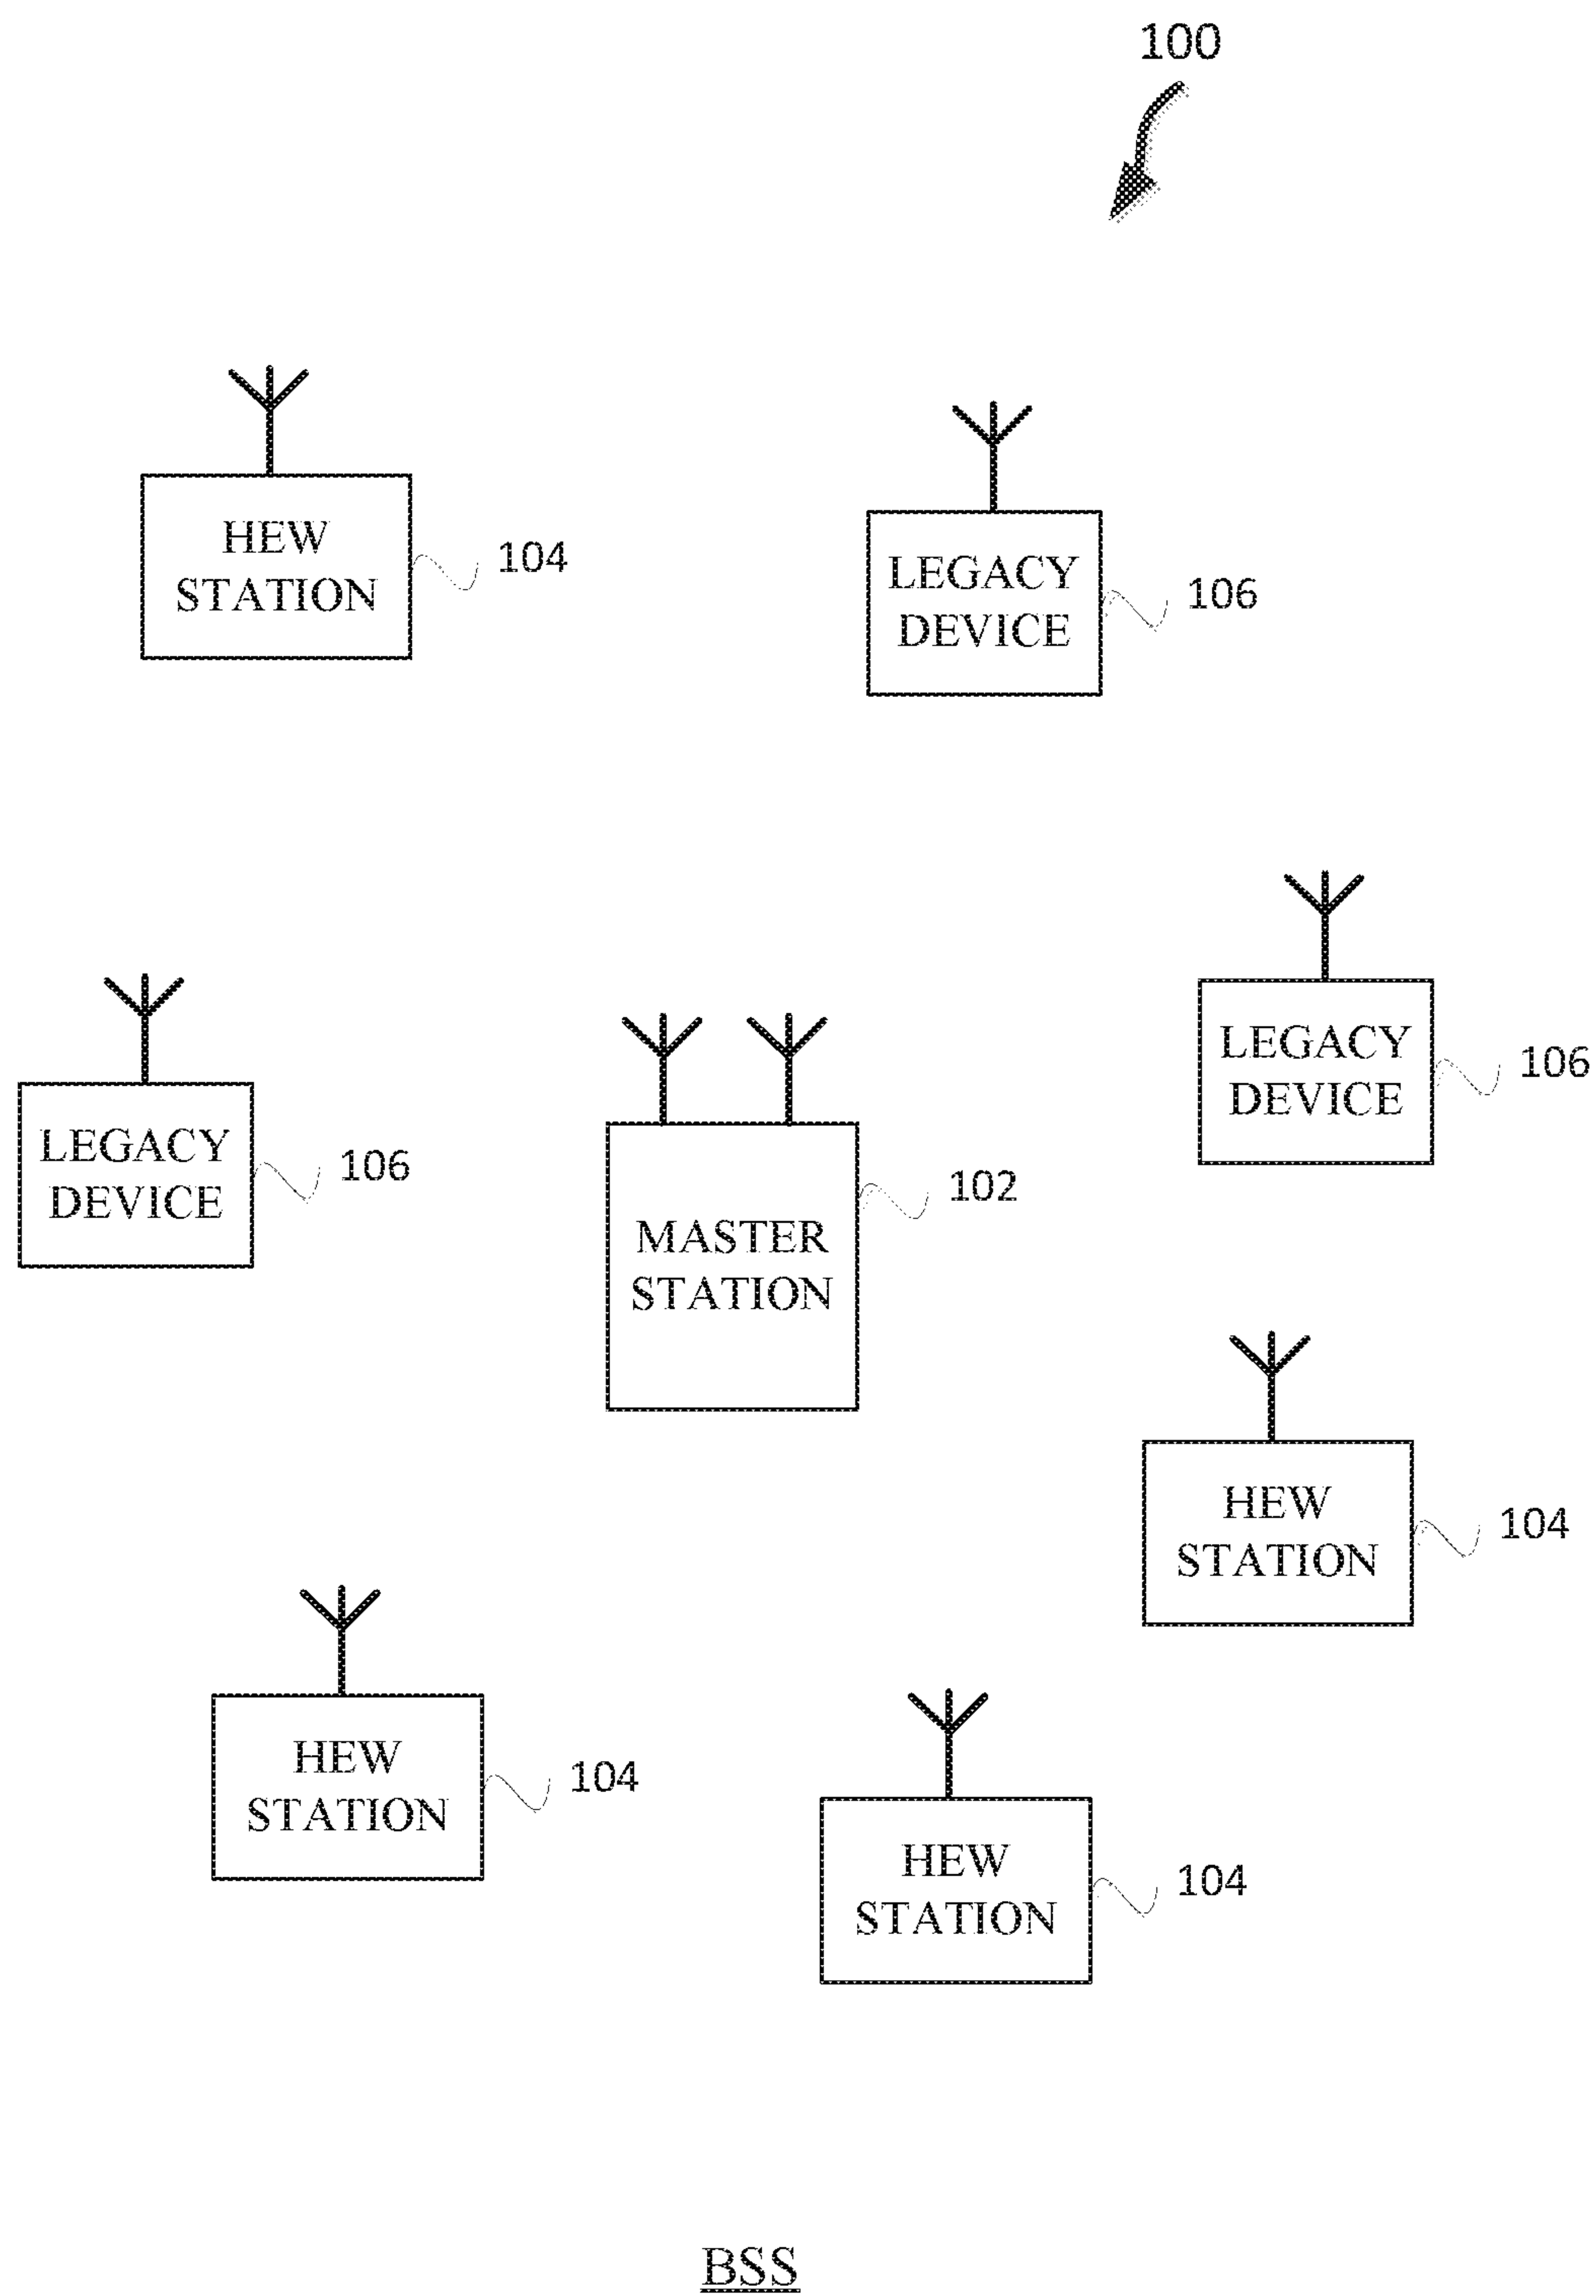 100
HEW
STATION
104
LEGACY
DEVICE
106
LEGACY
DEVICE
106
LEGACY
DEVICE
106
MASTER
STATION
102
HEW
STATION
104
HEW
STATION
104
HEW
STATION
104
BSS